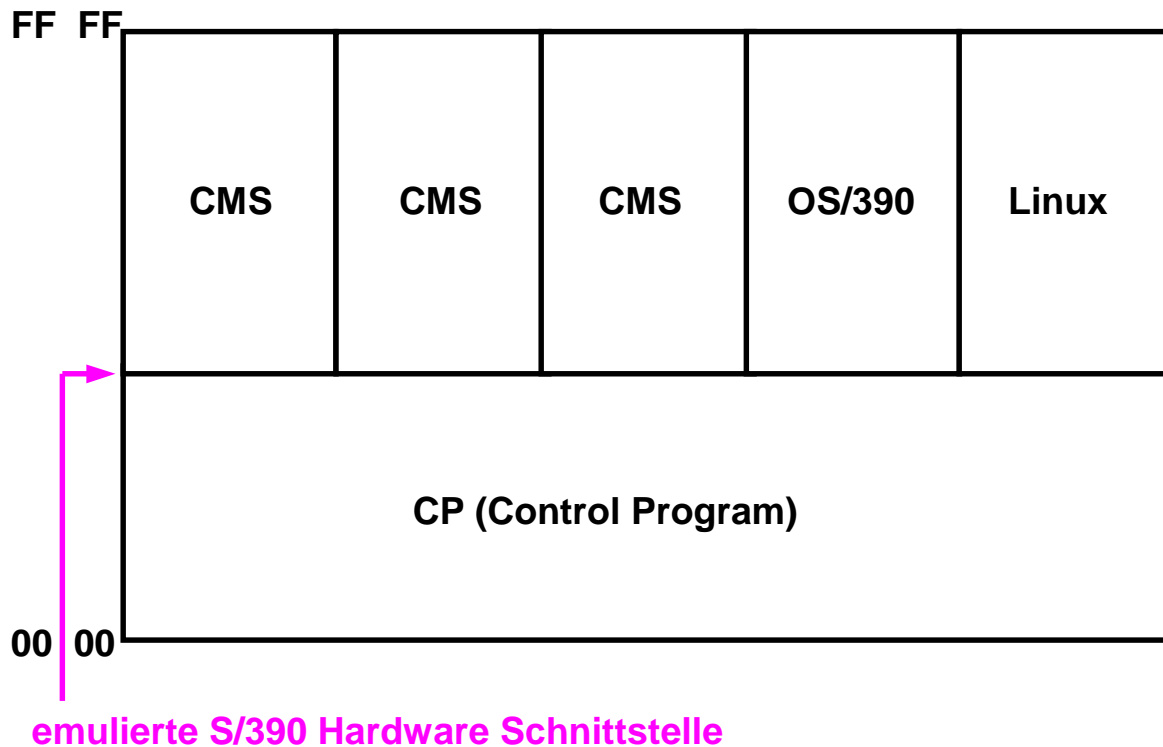 FF FF
CMS CMS CMS OS/390 Linux
CP (Control Program)
00 00
emulierte S/390 Hardware Schnittstelle